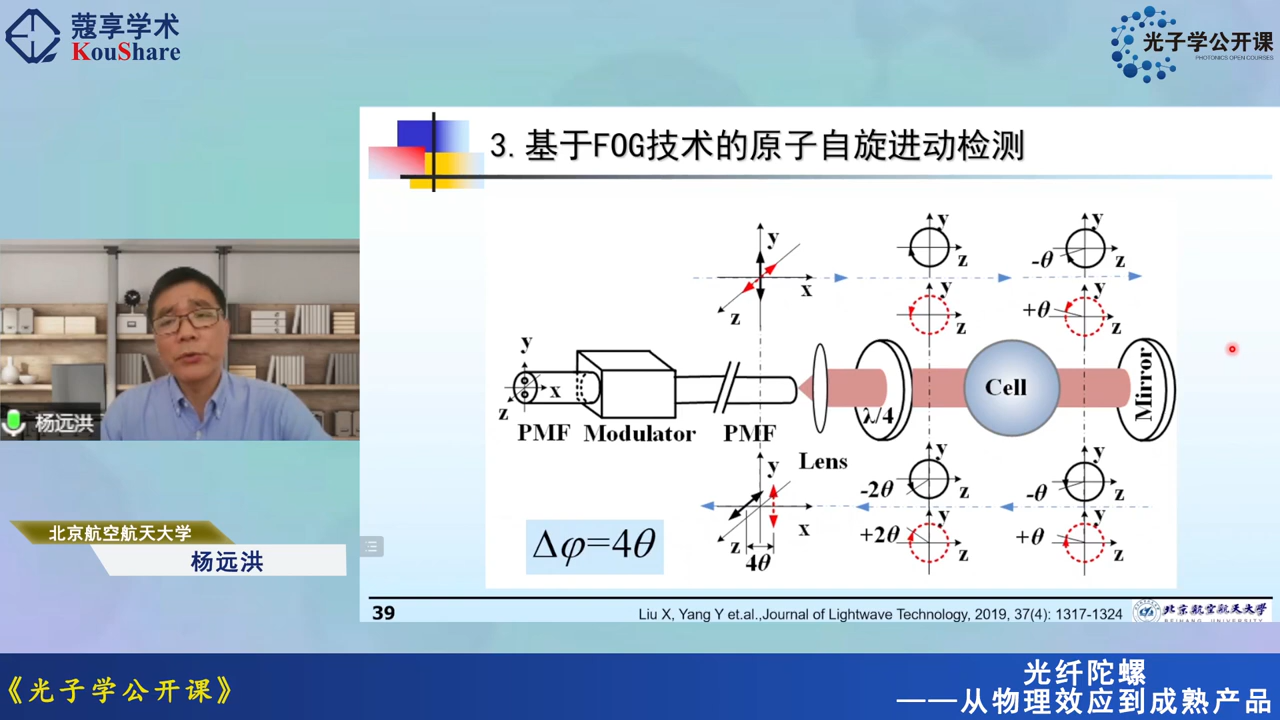 蔻享学术
KouShare
光子学公开课
PHOTONICS OPEN COURSES
3.基于FOG技术的原子自旋进动检测
y
x
z
y
z
y
z
-θ
y
z
y
z
+θ
y
x
z
PMF
Modulator
PMF
Lens
λ/4
Cell
Mirror
y
x
z
4θ
-2θ
y
z
+2θ
y
z
-θ
y
z
+θ
y
z
Δφ=4θ
杨远洪
北京航空航天大学
杨远洪
39
Liu X, Yang Y et.al.,Journal of Lightwave Technology, 2019, 37(4): 1317-1324
北京航空航天大学
BEIHANG UNIVERSITY
《光子学公开课》
光纤陀螺
——从物理效应到成熟产品